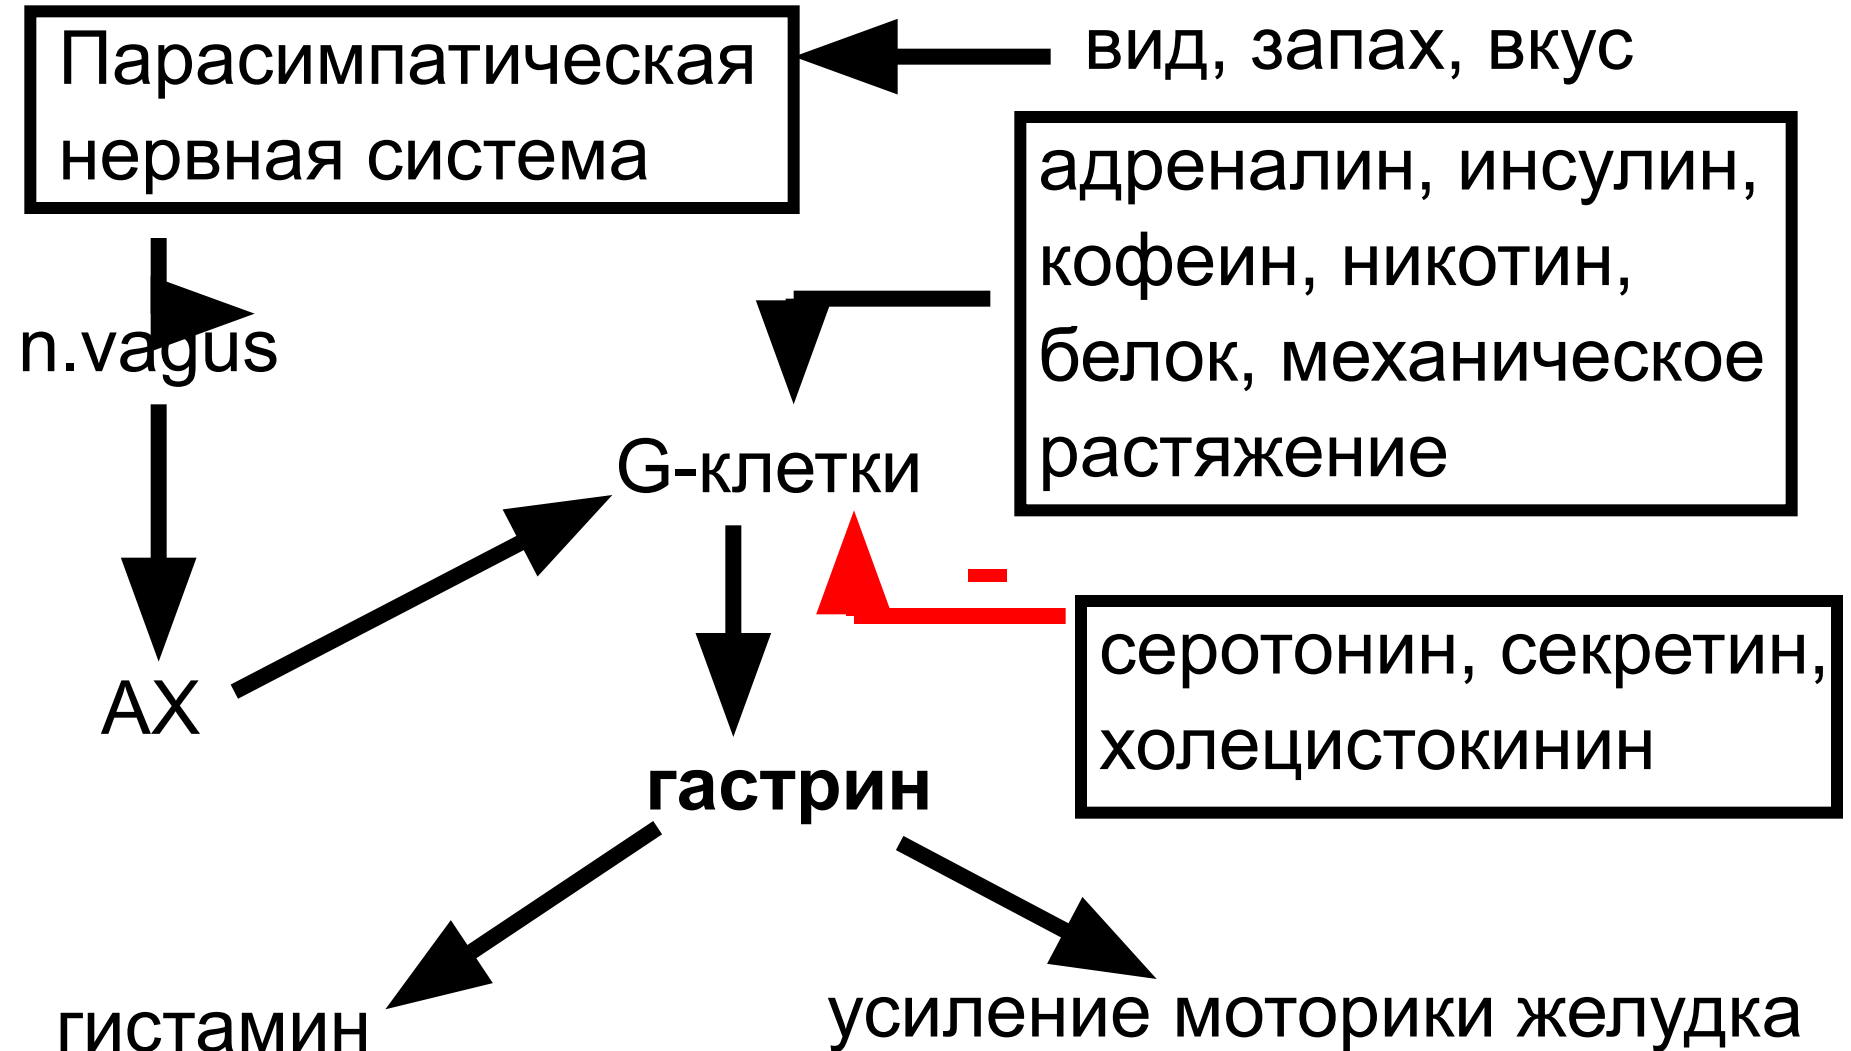 Парасимпатическая
нервная система
вид, запах, вкус
адреналин, инсулин,
кофеин, никотин,
белок, механическое
растяжение
n.vagus
G-клетки
-
серотонин, секретин,
холецистокинин
АХ
гастрин
гистамин
усиление моторики желудка